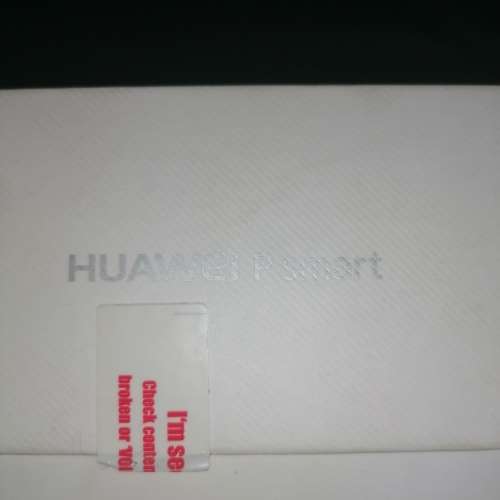 HUAWEI P smart
I'm se
Check conten
broken or 'VOI